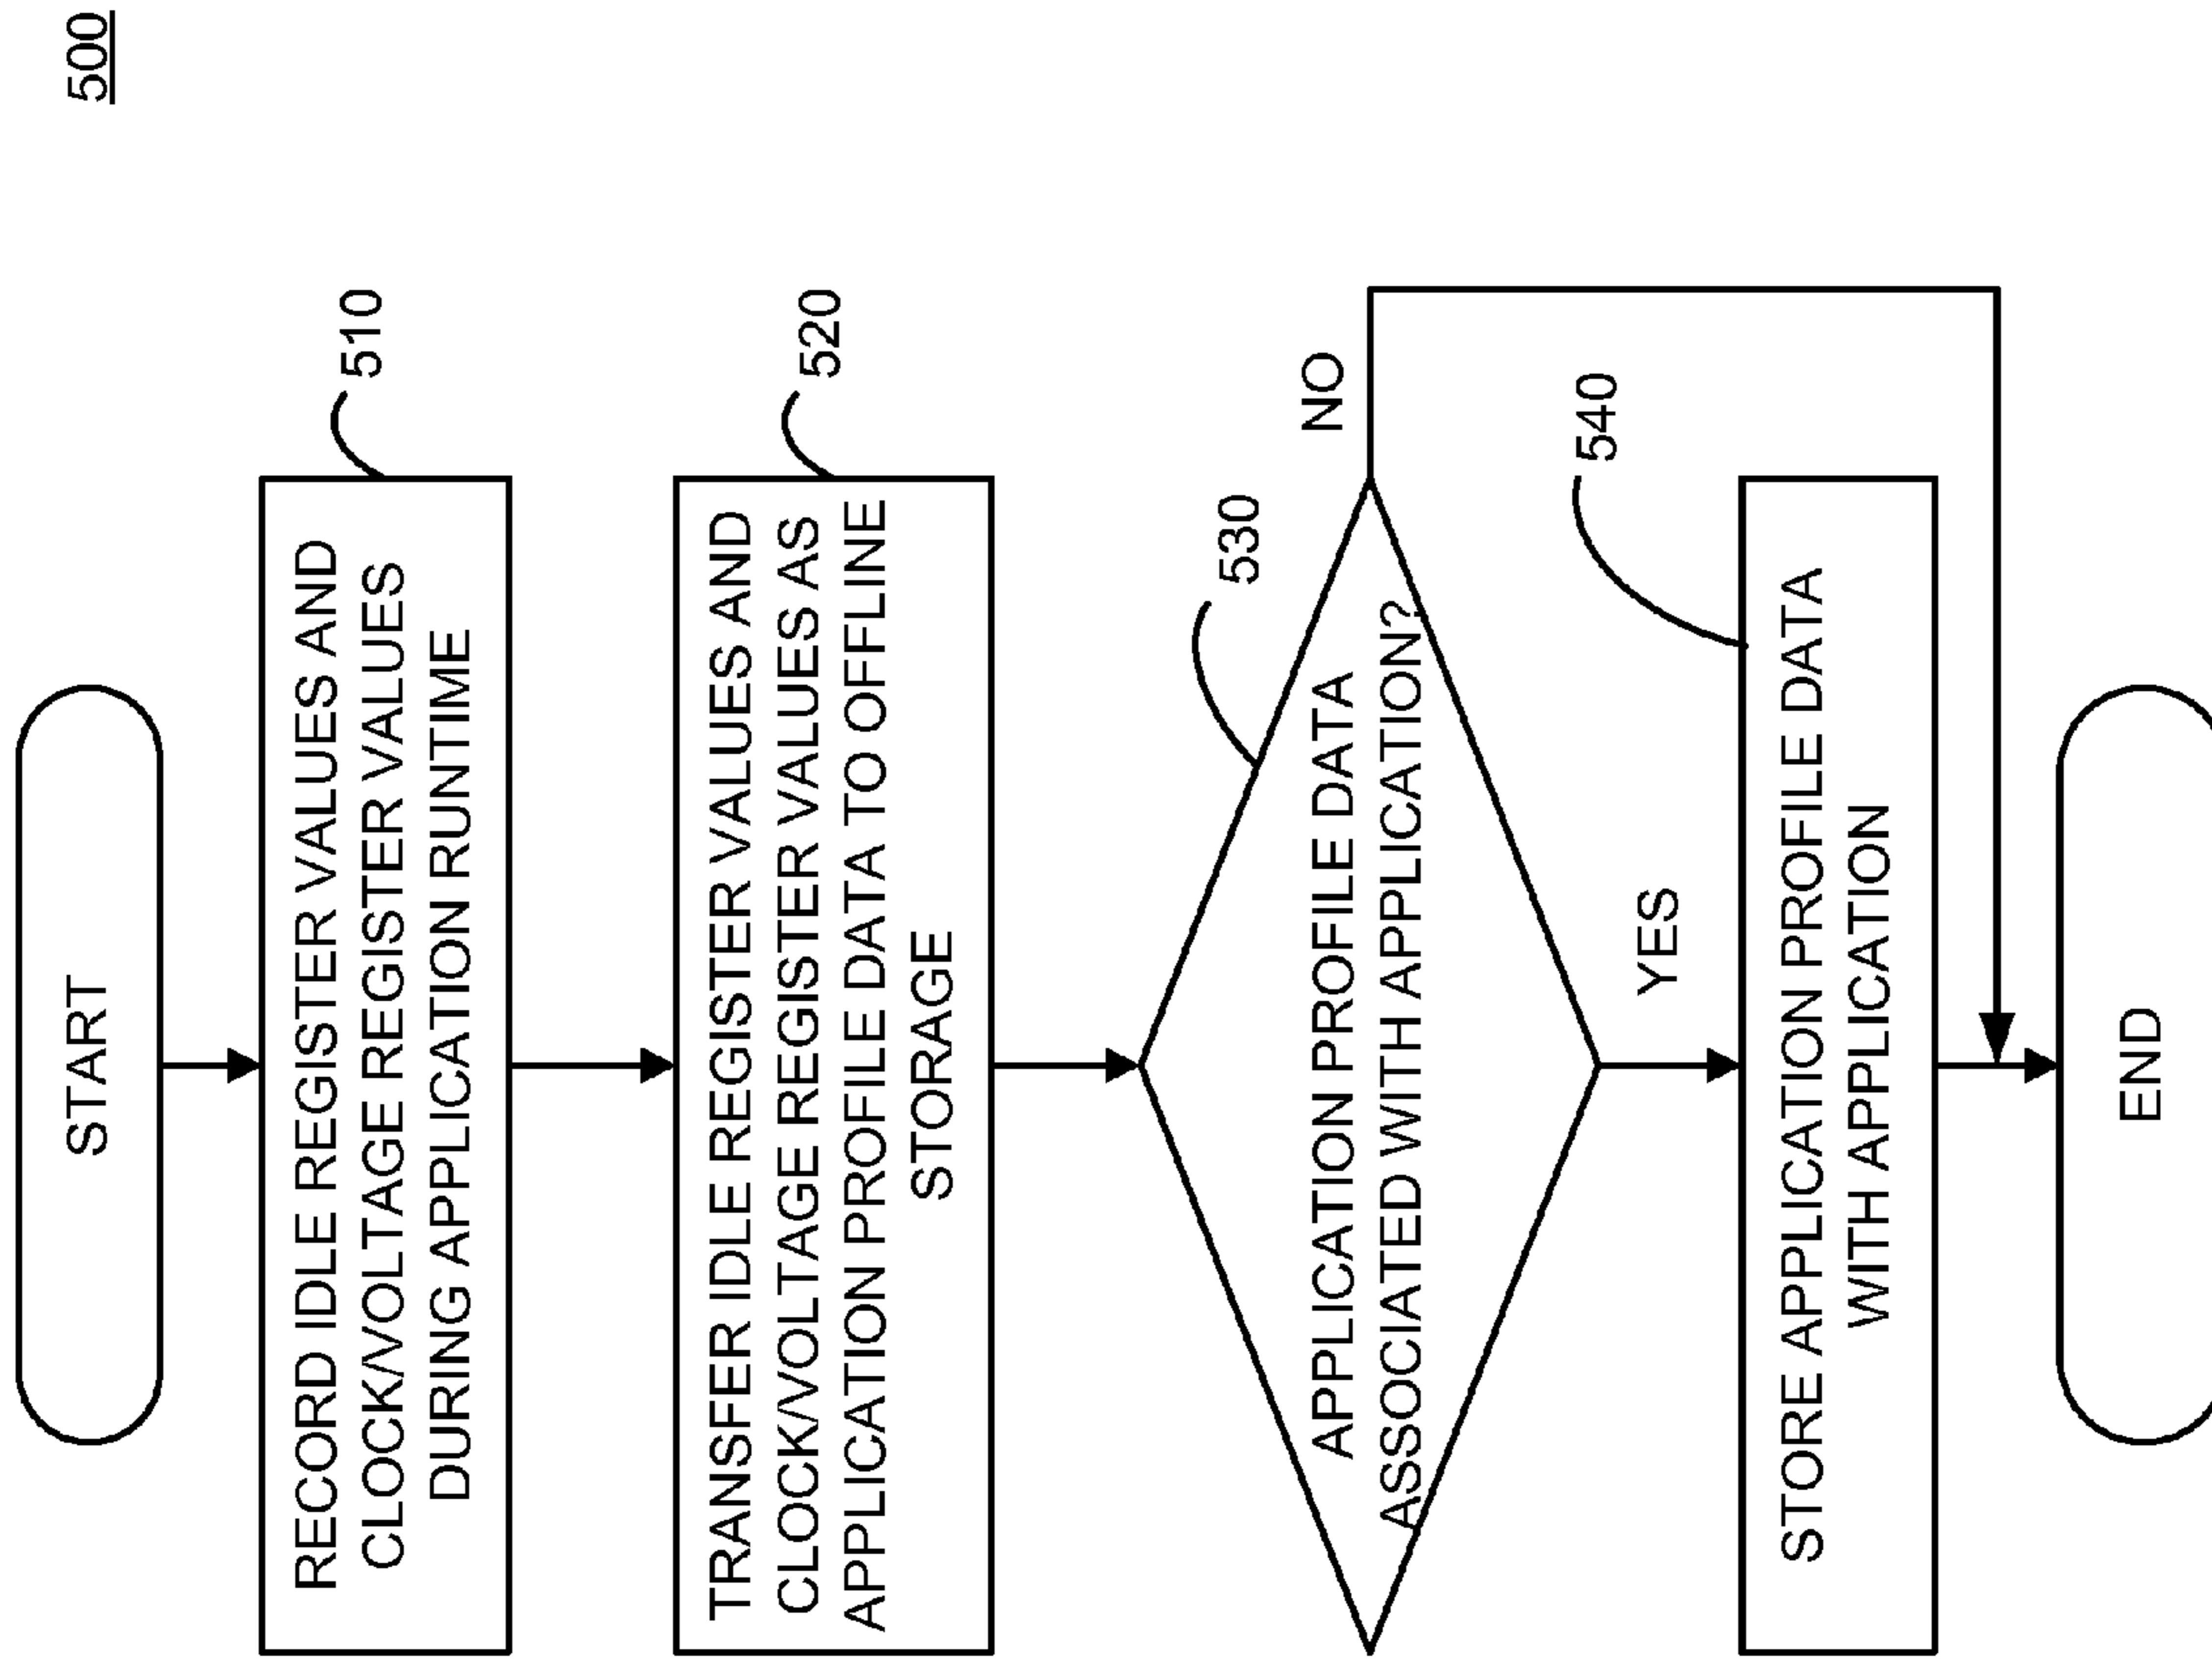 500
START
RECORD IDLE REGISTER VALUES AND
CLOCK/VOLTAGE REGISTER VALUES
DURING APPLICATION RUNTIME
510
TRANSFER IDLE REGISTER VALUES AND
CLOCK/VOLTAGE REGISTER VALUES AS
APPLICATION PROFILE DATA TO OFFLINE
STORAGE
520
APPLICATION PROFILE DATA
ASSOCIATED WITH APPLICATION?
530
NO
YES
540
STORE APPLICATION PROFILE DATA
WITH APPLICATION
END